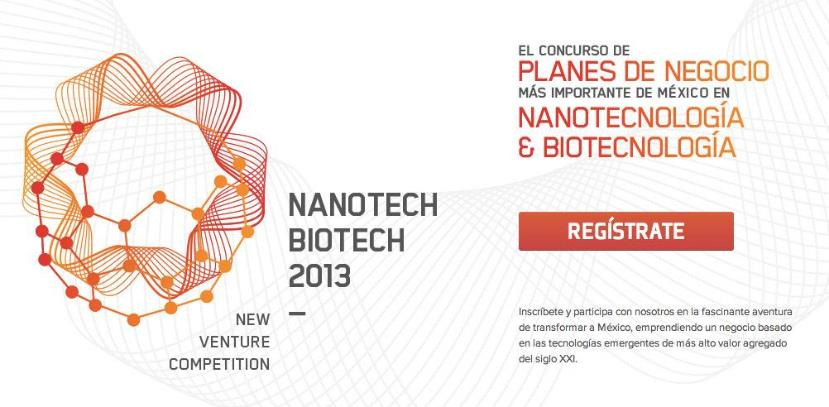 NANOTECH
BIOTECH
2013
NEW
VENTURE
COMPETITION
EL CONCURSO DE
PLANES DE NEGOCIO
MÁS IMPORTANTE DE MÉXICO EN
NANOTECNOLOGÍA
& BIOTECNOLOGÍA
REGÍSTRATE
Inscríbete y participa con nosotros en la fascinante aventura
de transformar a México, emprendiendo un negocio basado
en las tecnologías emergentes de más alto valor agregado
del siglo XXI.